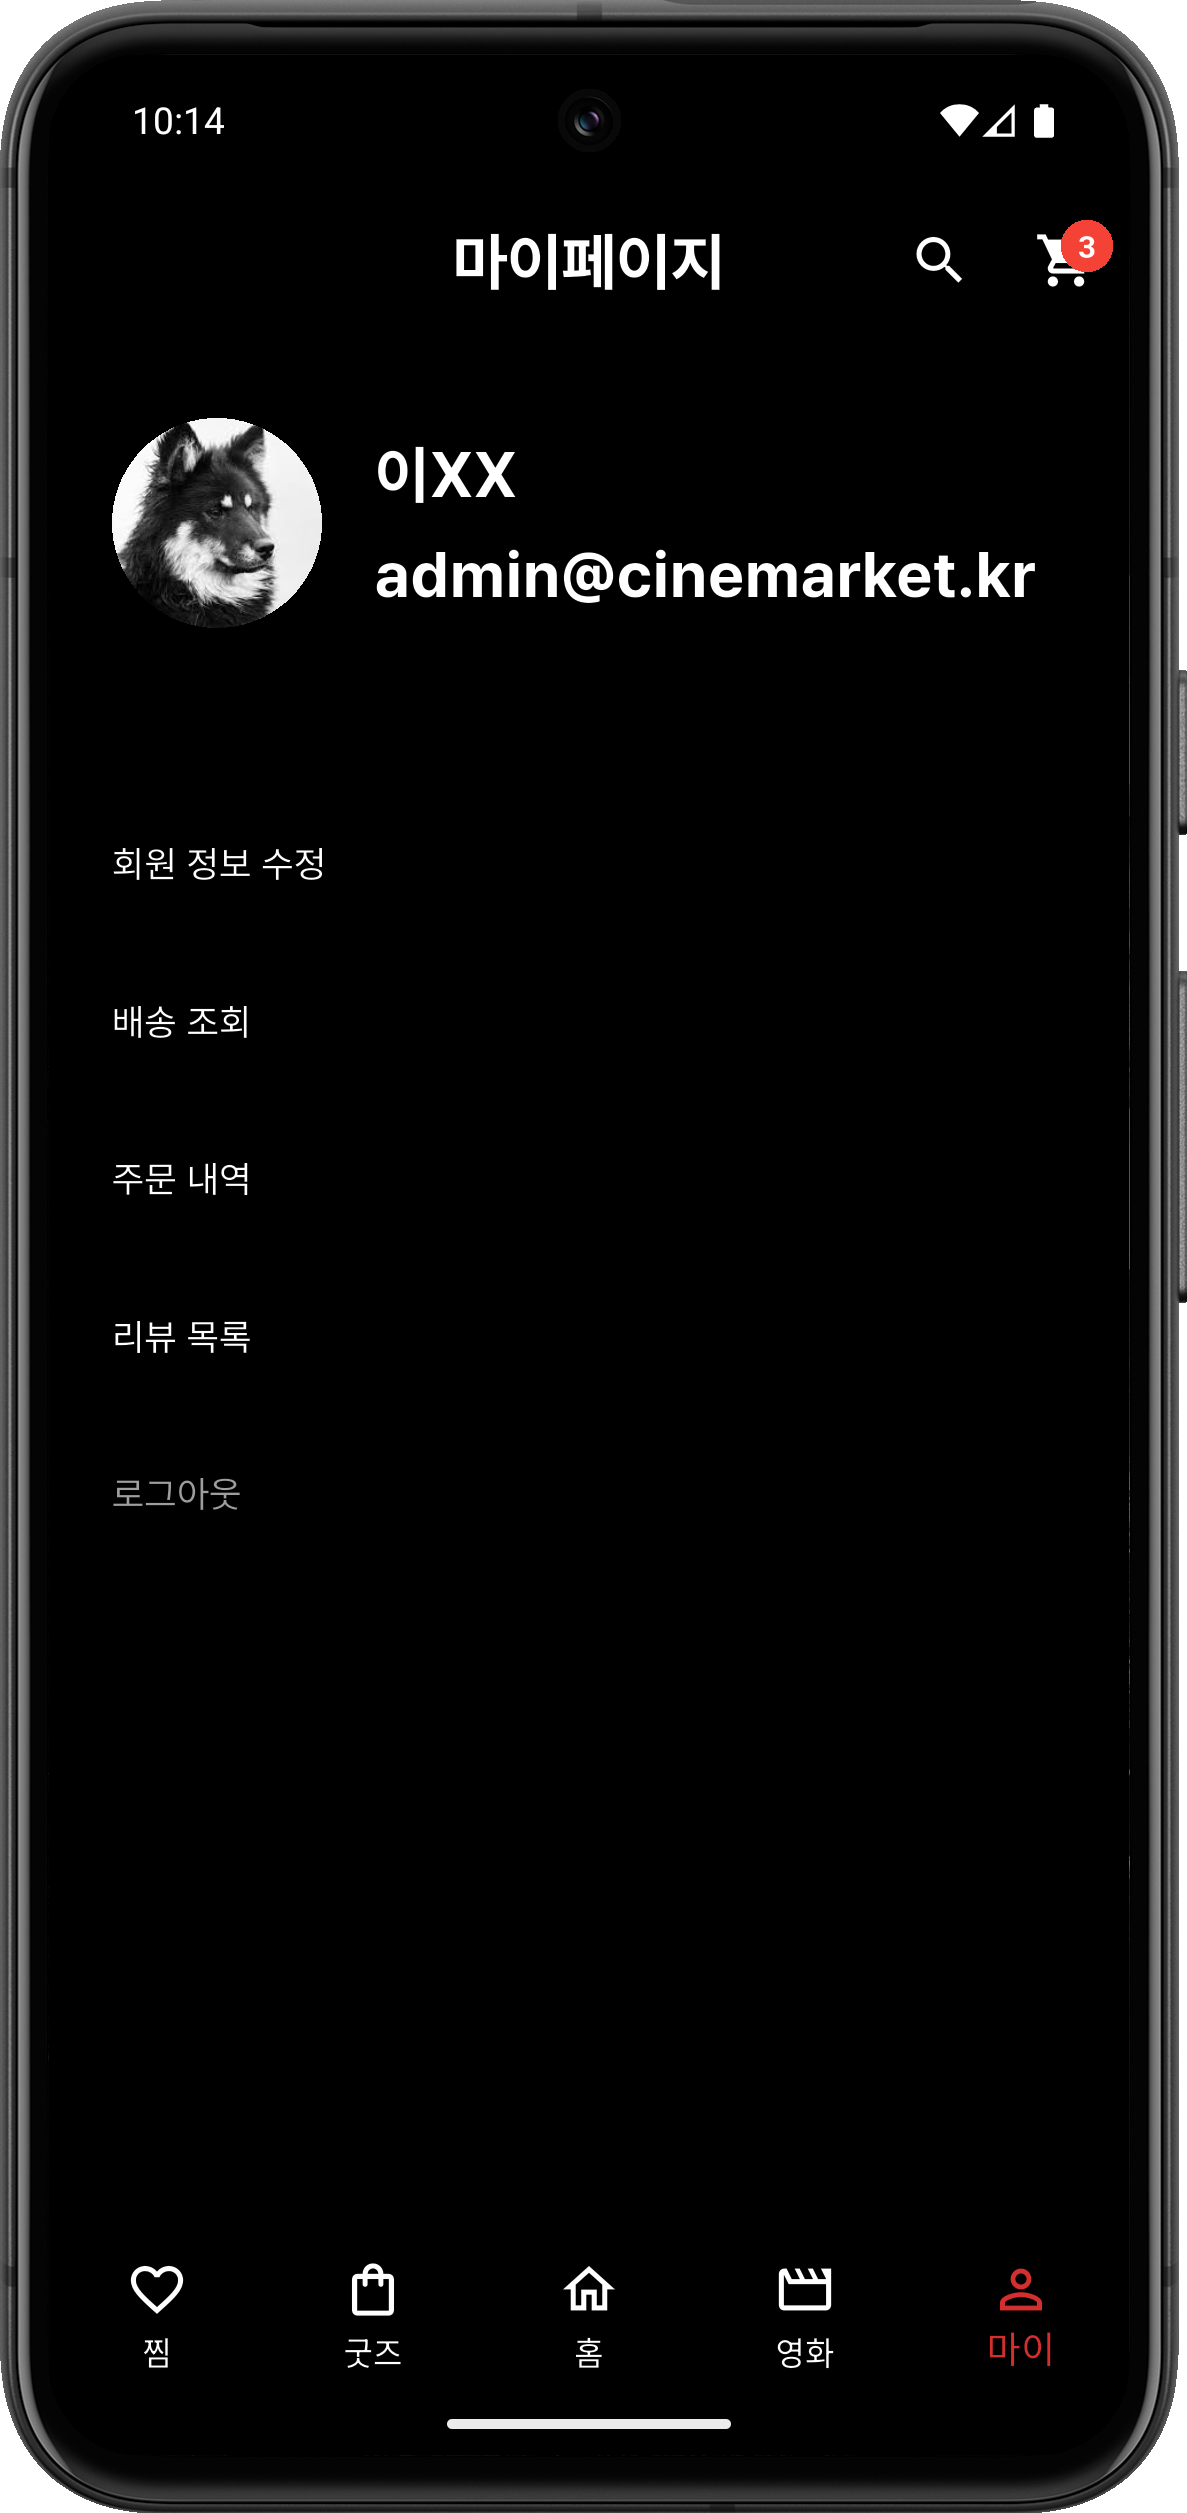 10:14
마이페이지
3
이XX
admin@cinemarket.kr
회원 정보 수정
배송 조회
주문 내역
리뷰 목록
로그아웃
찜 굿즈 홈 영화 마이